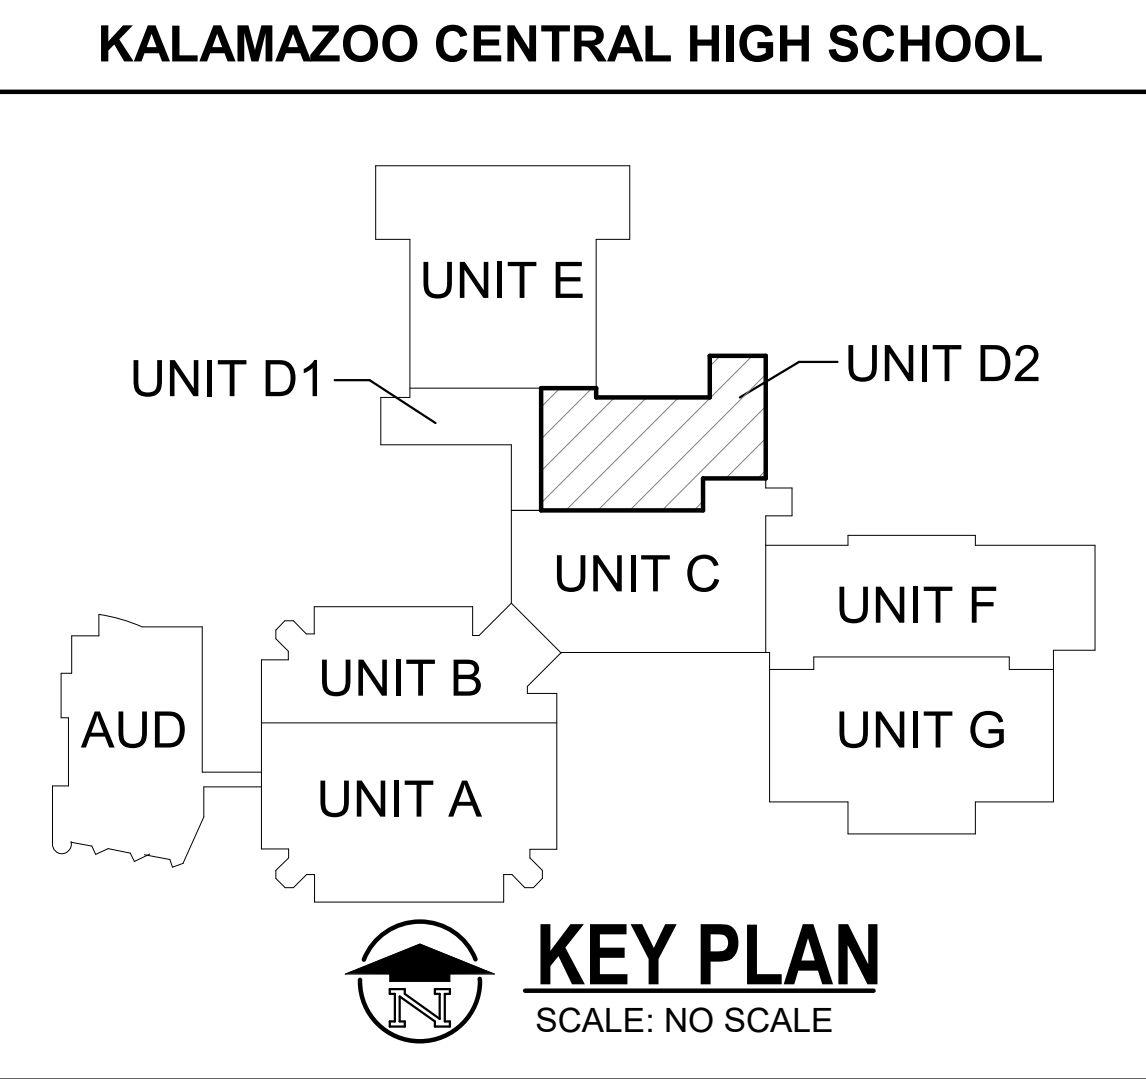 KALAMAZOO CENTRAL HIGH SCHOOL
UNIT E
UNIT D1
UNIT D2
UNIT C
UNIT F
UNIT B
AUD
UNIT G
UNIT A
N
KEY PLAN
SCALE: NO SCALE